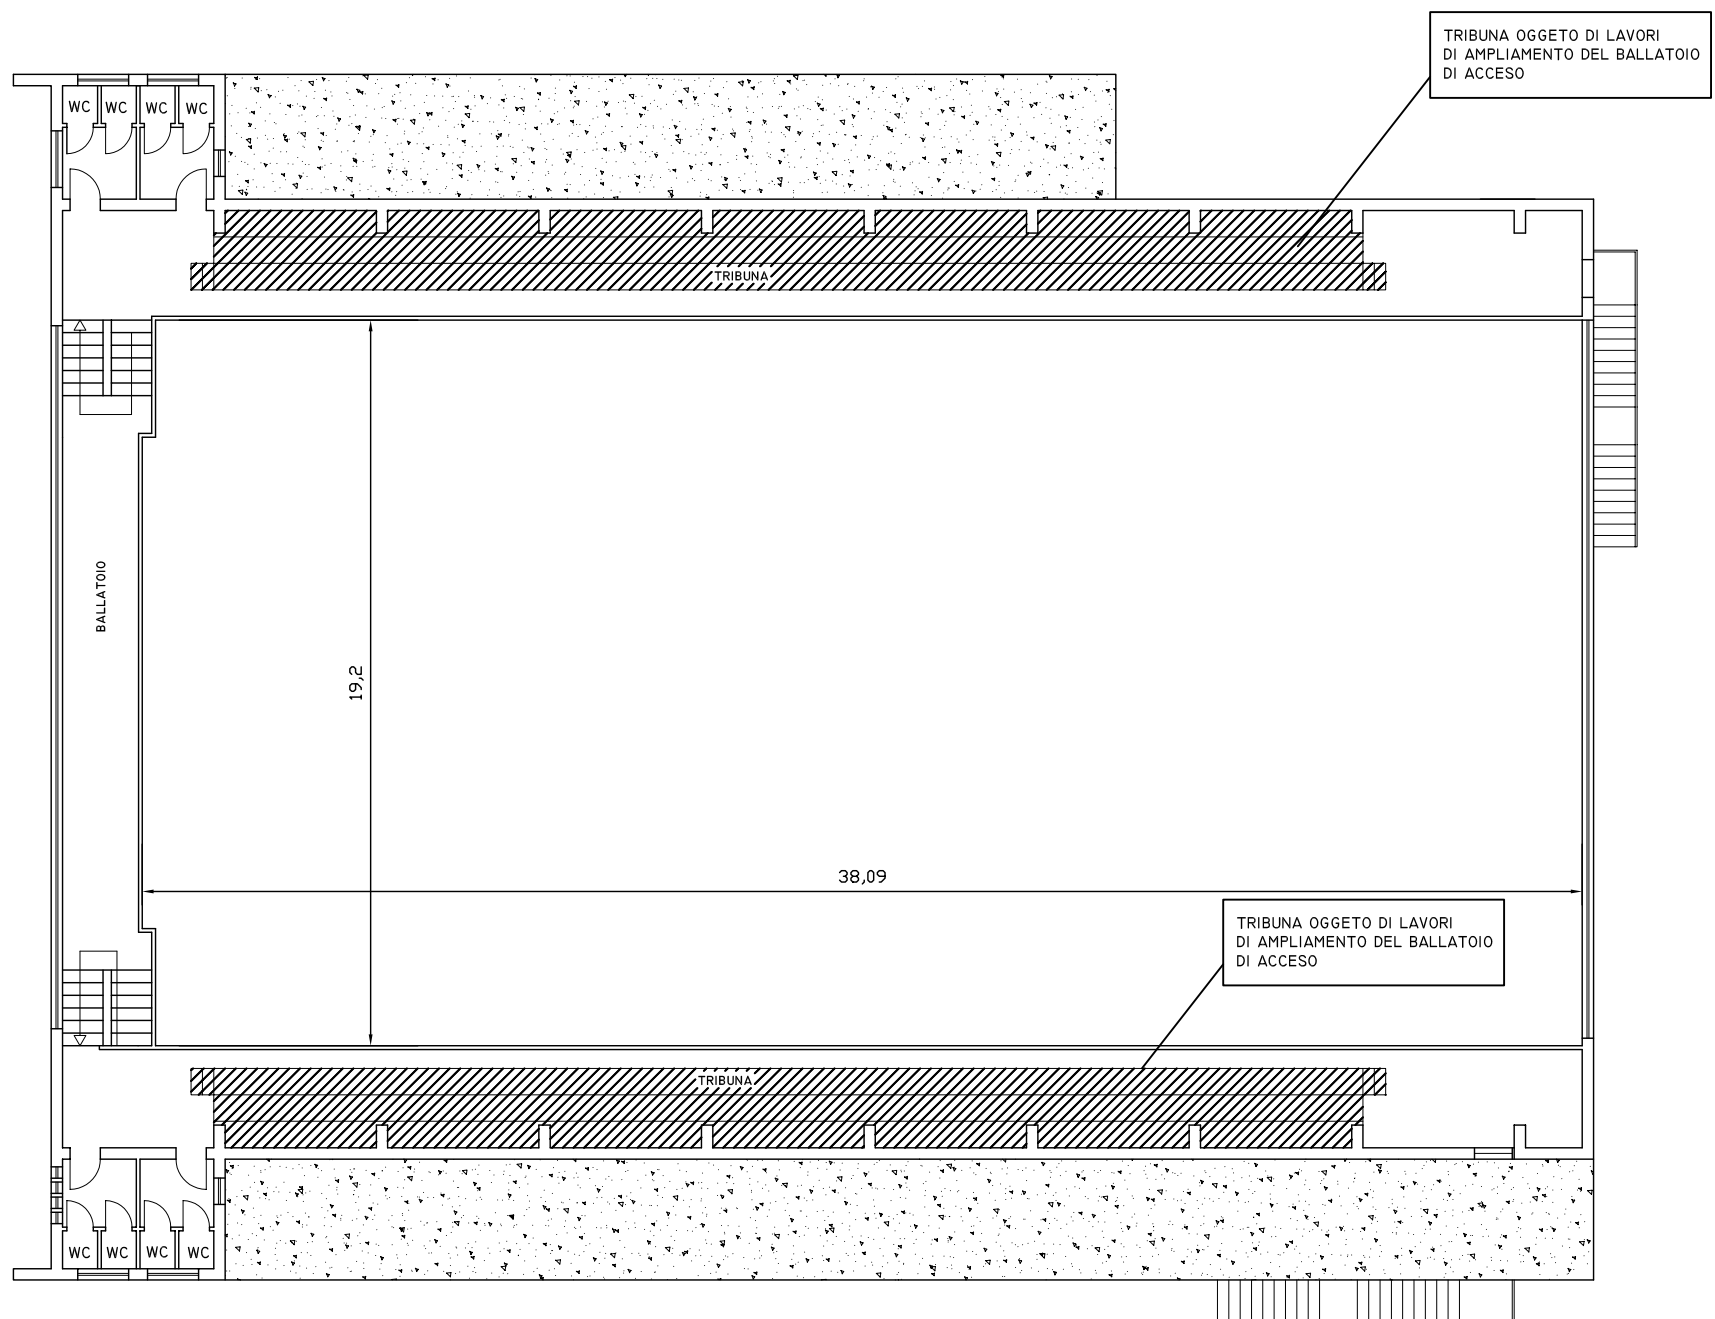 TRIBUNA OGGETO DI LAVORI
DI AMPLIAMENTO DEL BALLATOIO
DI ACCESO
WC WC WC WC
TRIBUNA
BALLATOIO
19,2
38,09
TRIBUNA OGGETO DI LAVORI
DI AMPLIAMENTO DEL BALLATOIO
DI ACCESO
TRIBUNA
WC WC WC WC